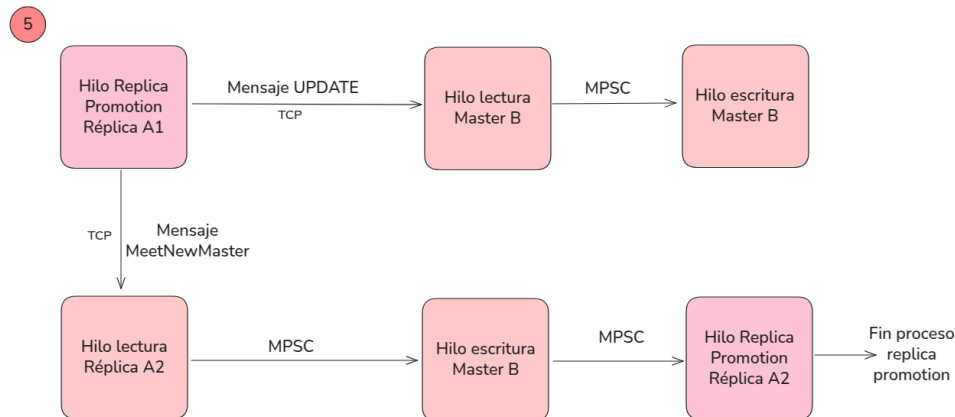 5
Hilo Replica
Promotion
Réplica A1
Mensaje UPDATE
TCP
Hilo lectura
Master B
MPSC
Hilo escritura
Master B
TCP
Mensaje
MeetNewMaster
Hilo lectura
Réplica A2
MPSC
Hilo escritura
Master B
MPSC
Hilo Replica
Promotion
Réplica A2
Fin proceso
replica
promotion